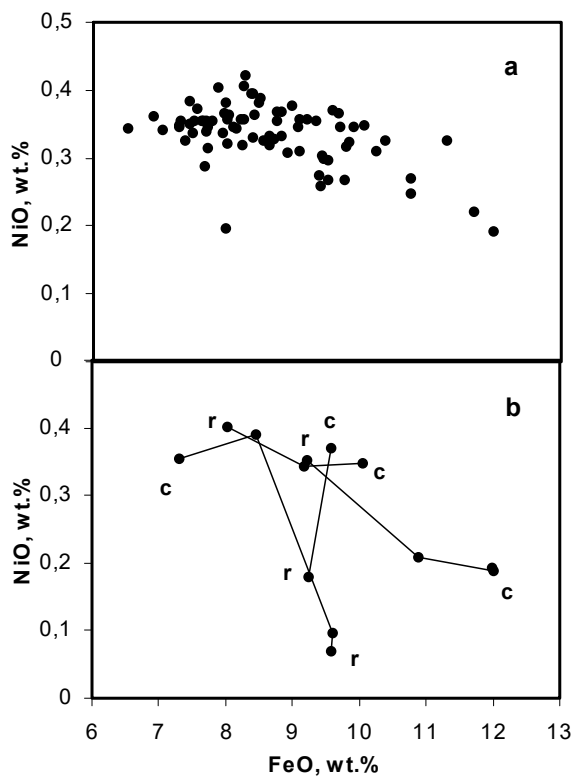 0,5
a
0,4
0,3
0,2
0,1
0
NiO, wt.%
b
r
c
0,4
r
c
c
0,3
0,2
r
c
0,1
r
0
NiO, wt.%
6 7 8 9 10 11 12 13
FeO, wt.%